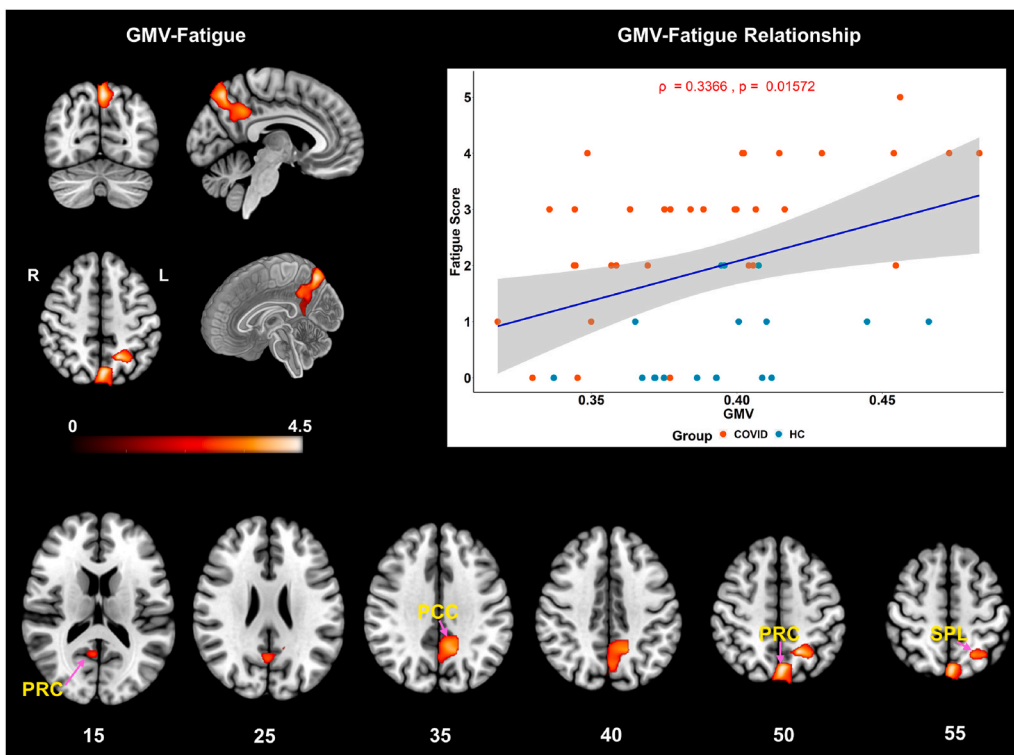 GMV-Fatigue
GMV-Fatigue Relationship
ρ = 0.3366 , p = 0.01572
5
4
3
2
1
0
Fatigue Score
0.35
0.40
0.45
GMV
Group COVID HC
R
L
0
4.5
PRC
PCC
PRC
SPL
15
25
35
40
50
55